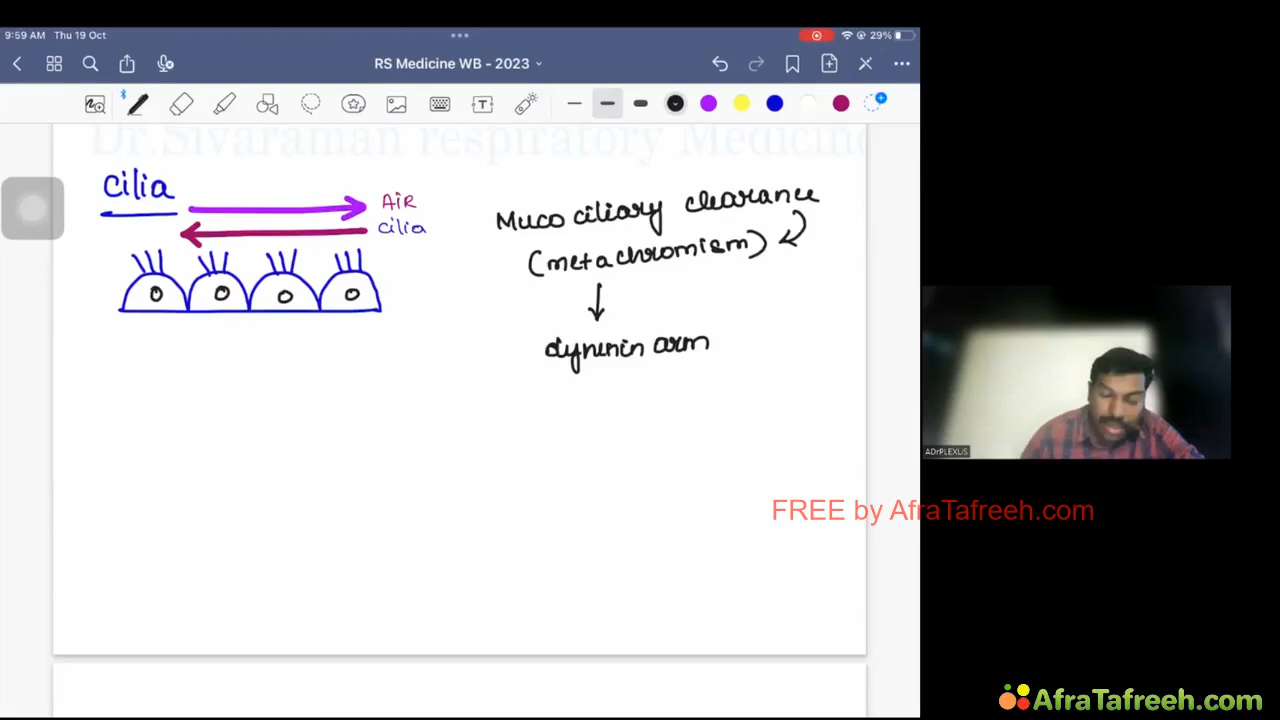 9:59 AM Thu 19 Oct
29%
RS Medicine WB - 2023
Dr.Sivaraman respiratory Medicine
cilia
AiR
cilia
Muco ciliary clearance
(metachromism)
dynenin arm
ADrPLEXUS
FREE by AfraTafreeh.com
AfraTafreeh.com